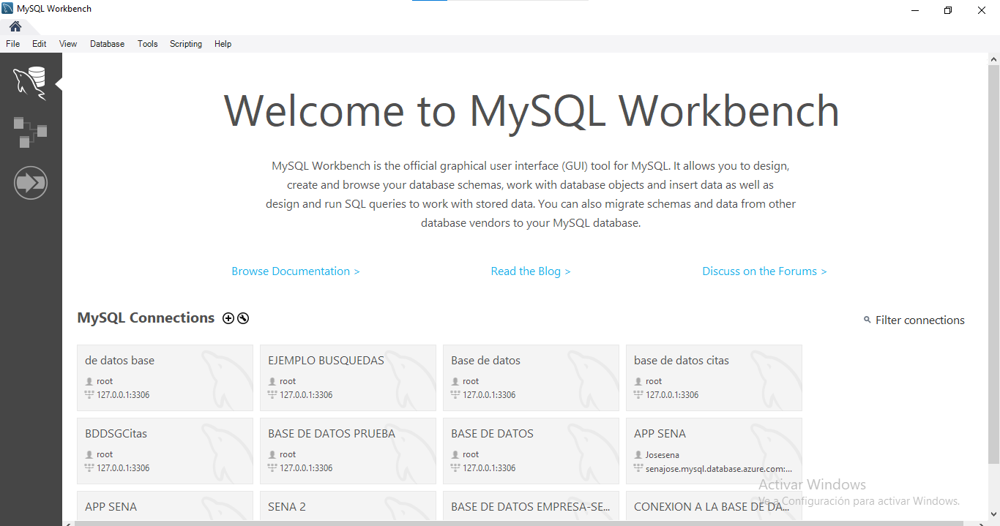 MySQL Workbench
File Edit View Database Tools Scripting Help
Welcome to MySQL Workbench
MySQL Workbench is the official graphical user interface (GUI) tool for MySQL. It allows you to design,
create and browse your database schemas, work with database objects and insert data as well as
design and run SQL queries to work with stored data. You can also migrate schemas and data from other
database vendors to your MySQL database.
Browse Documentation >
Read the Blog >
Discuss on the Forums >
MySQL Connections
Filter connections
de datos base
root
127.0.0.1:3306
EJEMPLO BUSQUEDAS
root
127.0.0.1:3306
Base de datos
root
127.0.0.1:3306
base de datos citas
root
127.0.0.1:3306
BDDSGCitas
root
127.0.0.1:3306
BASE DE DATOS PRUEBA
root
127.0.0.1:3306
BASE DE DATOS
root
127.0.0.1:3306
APP SENA
Josesena
senajose.mysql.database.azure.com:...
APP SENA
SENA 2
BASE DE DATOS EMPRESA-SE...
CONEXION A LA BASE DE DA...
Activar Windows
Ve a Configuración para activar Windows.